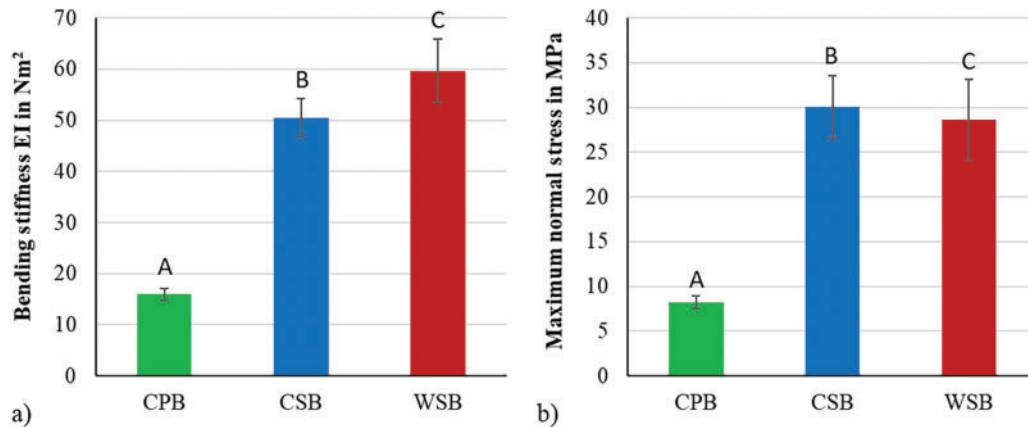 Bending stiffness EI in Nm²
70
60
50
40
30
20
10
0
A
B
C
CPB
CSB
WSB
a)
Maximum normal stress in MPa
40
35
30
25
20
15
10
5
0
A
B
C
CPB
CSB
WSB
b)